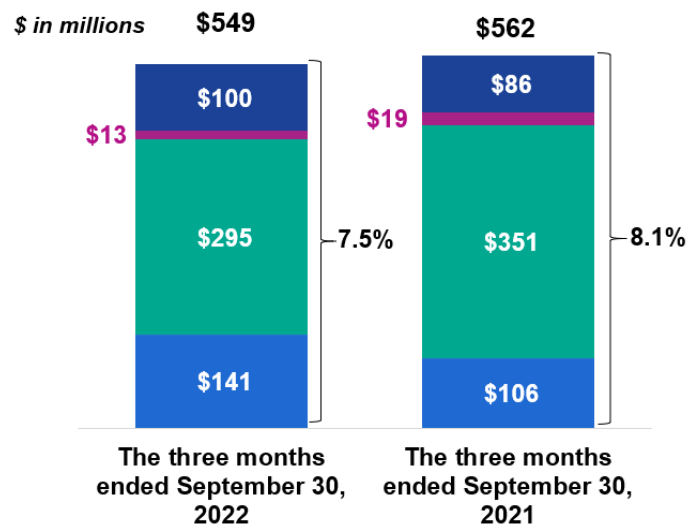 $ in millions
$549
$562
$100
$86
$13
$19
$295
7.5%
$351
8.1%
$141
$106
The three months
ended September 30,
2022
The three months
ended September 30,
2021